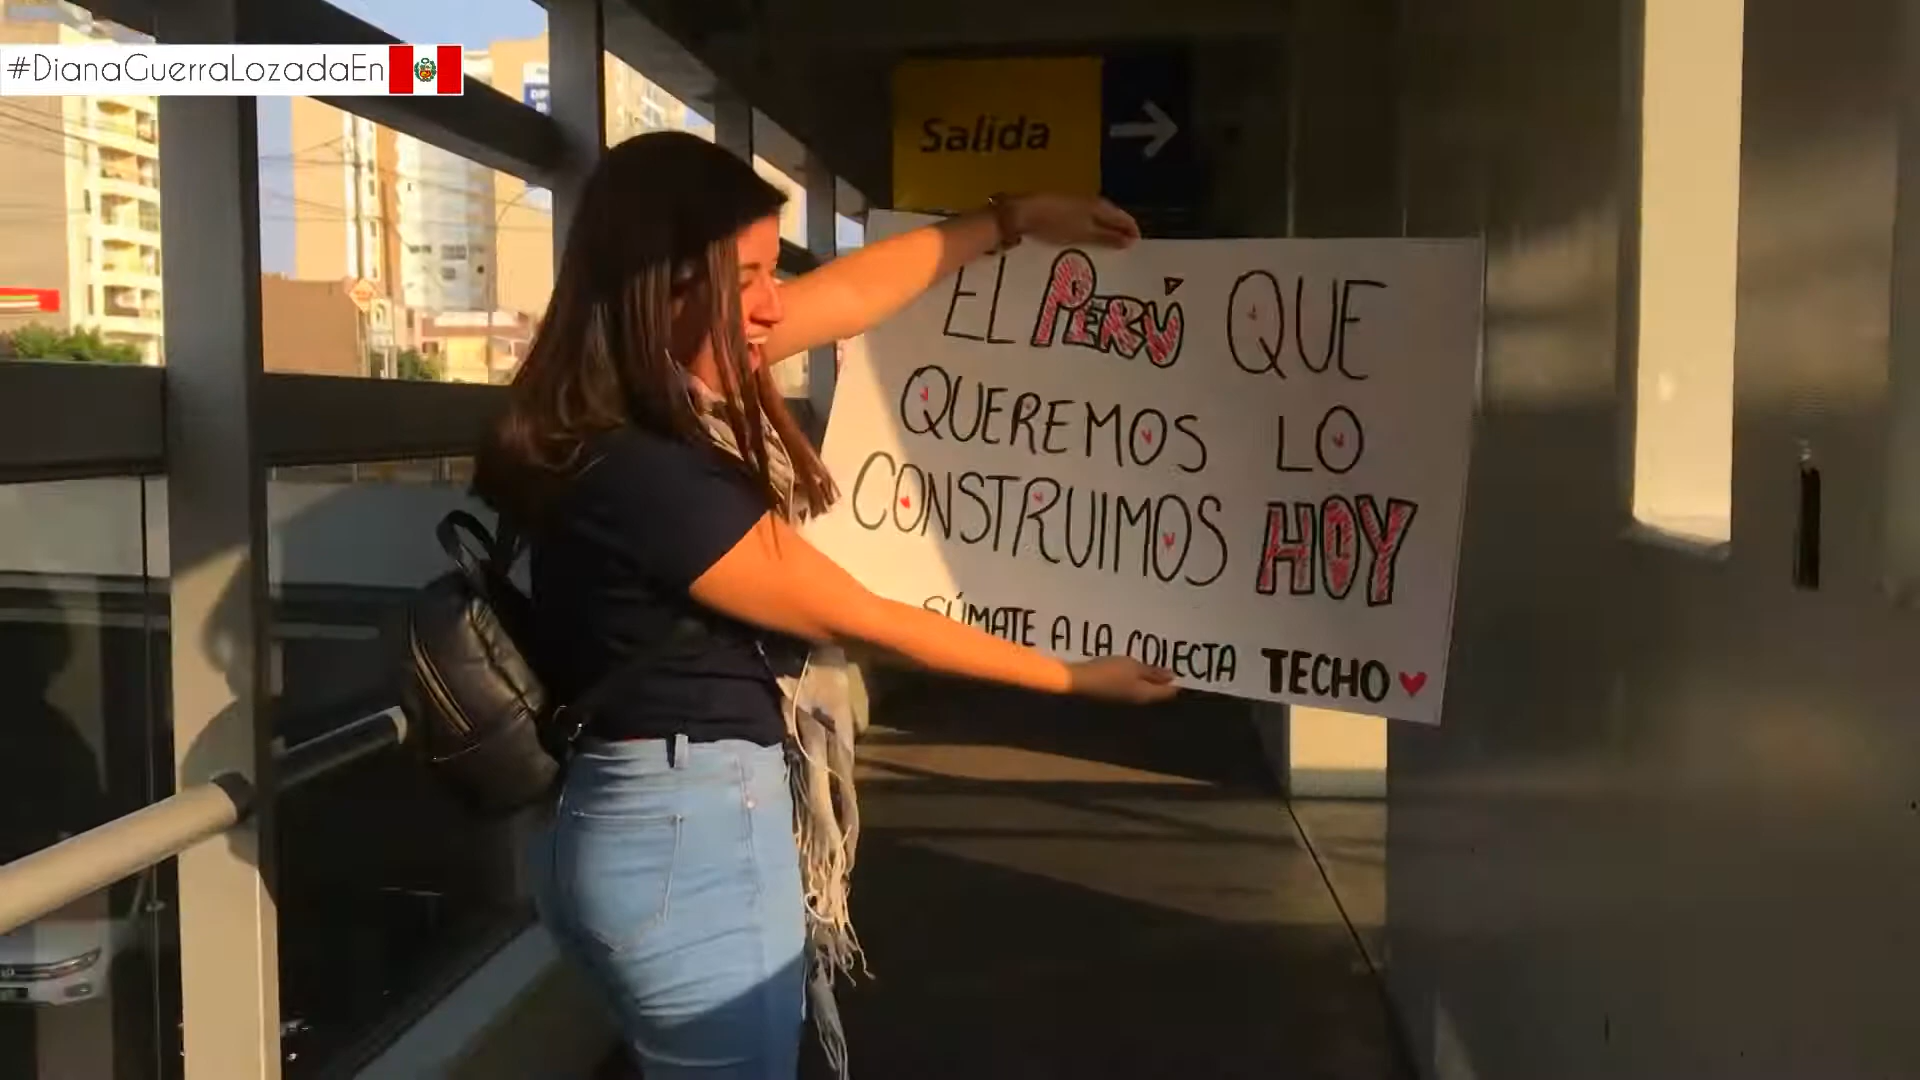 #DianaGuerraLozadaEn
Salida
EL PERÚ QUE
QUEREMOS LO
CONSTRUIMOS HOY
SÚMATE A LA COLECTA TECHO